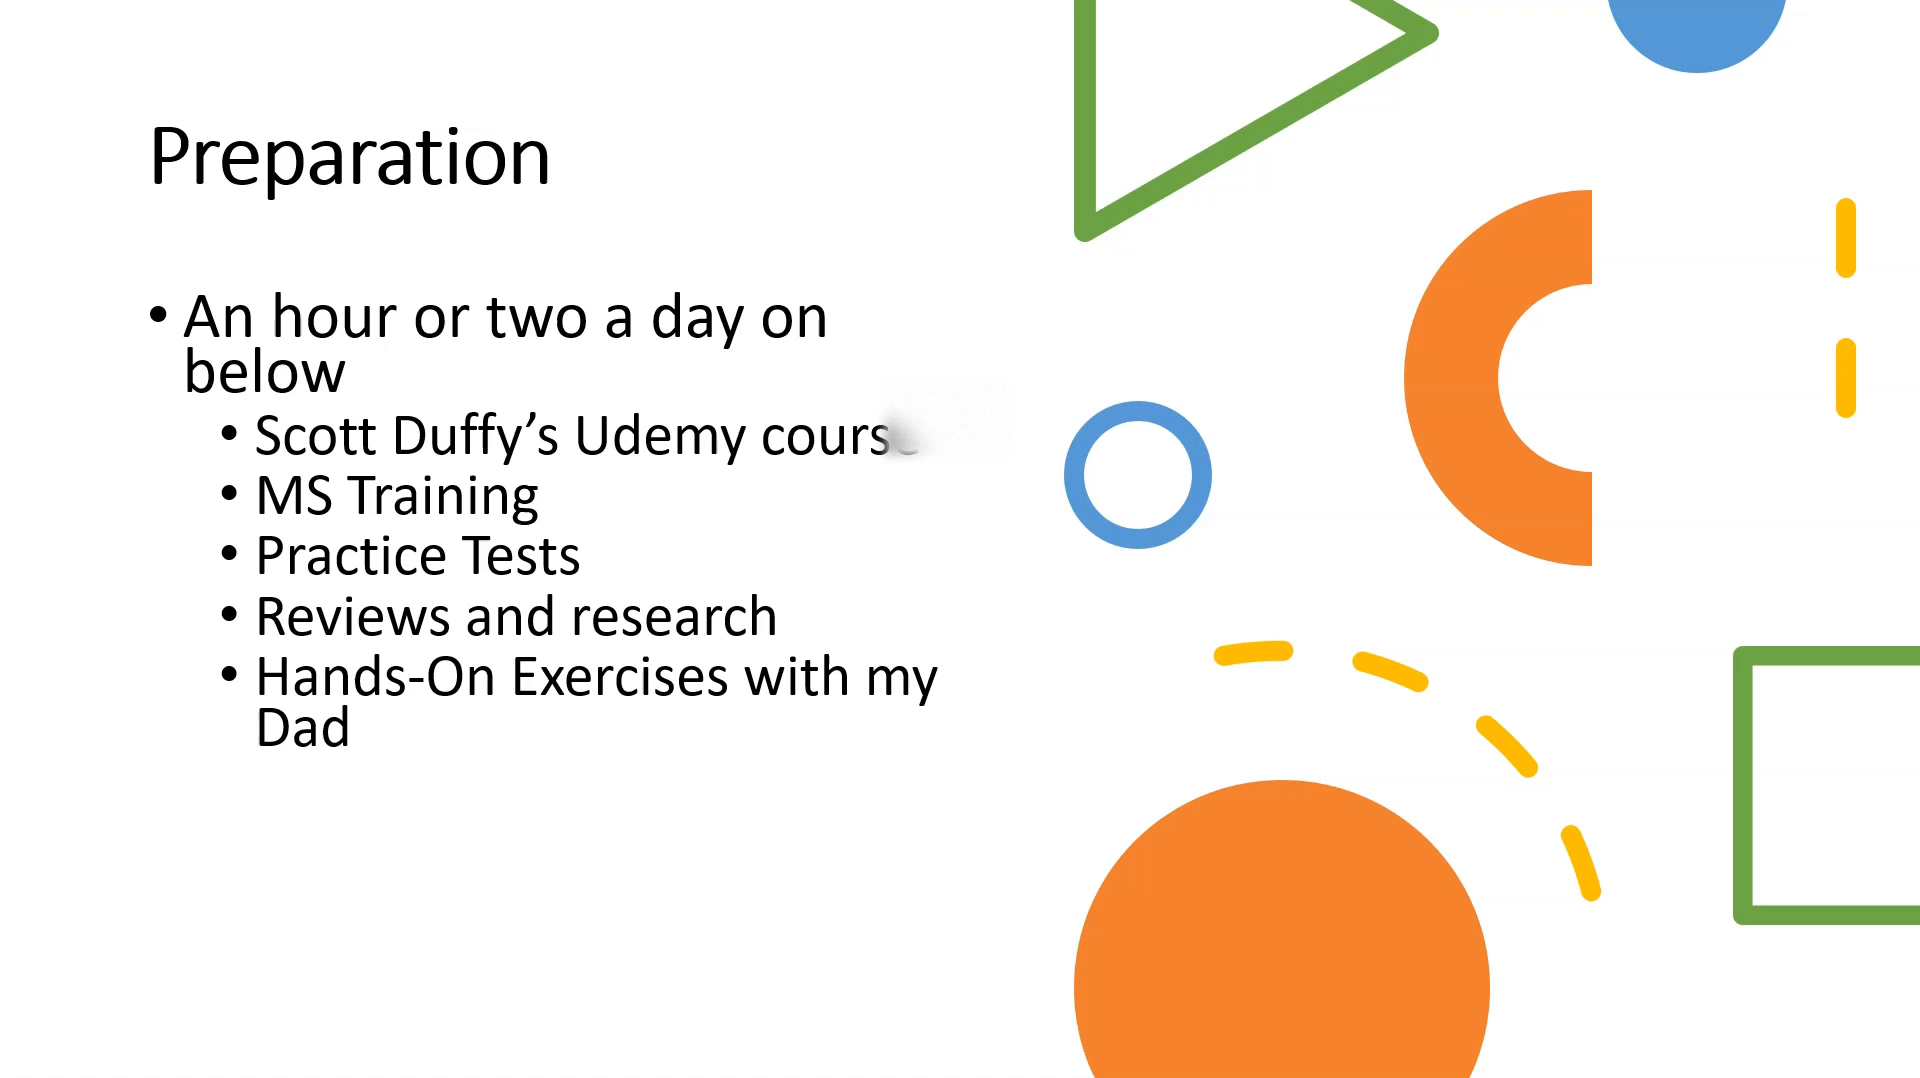 Preparation
• An hour or two a day on
below
• Scott Duffy’s Udemy course
• MS Training
• Practice Tests
• Reviews and research
• Hands-On Exercises with my
Dad